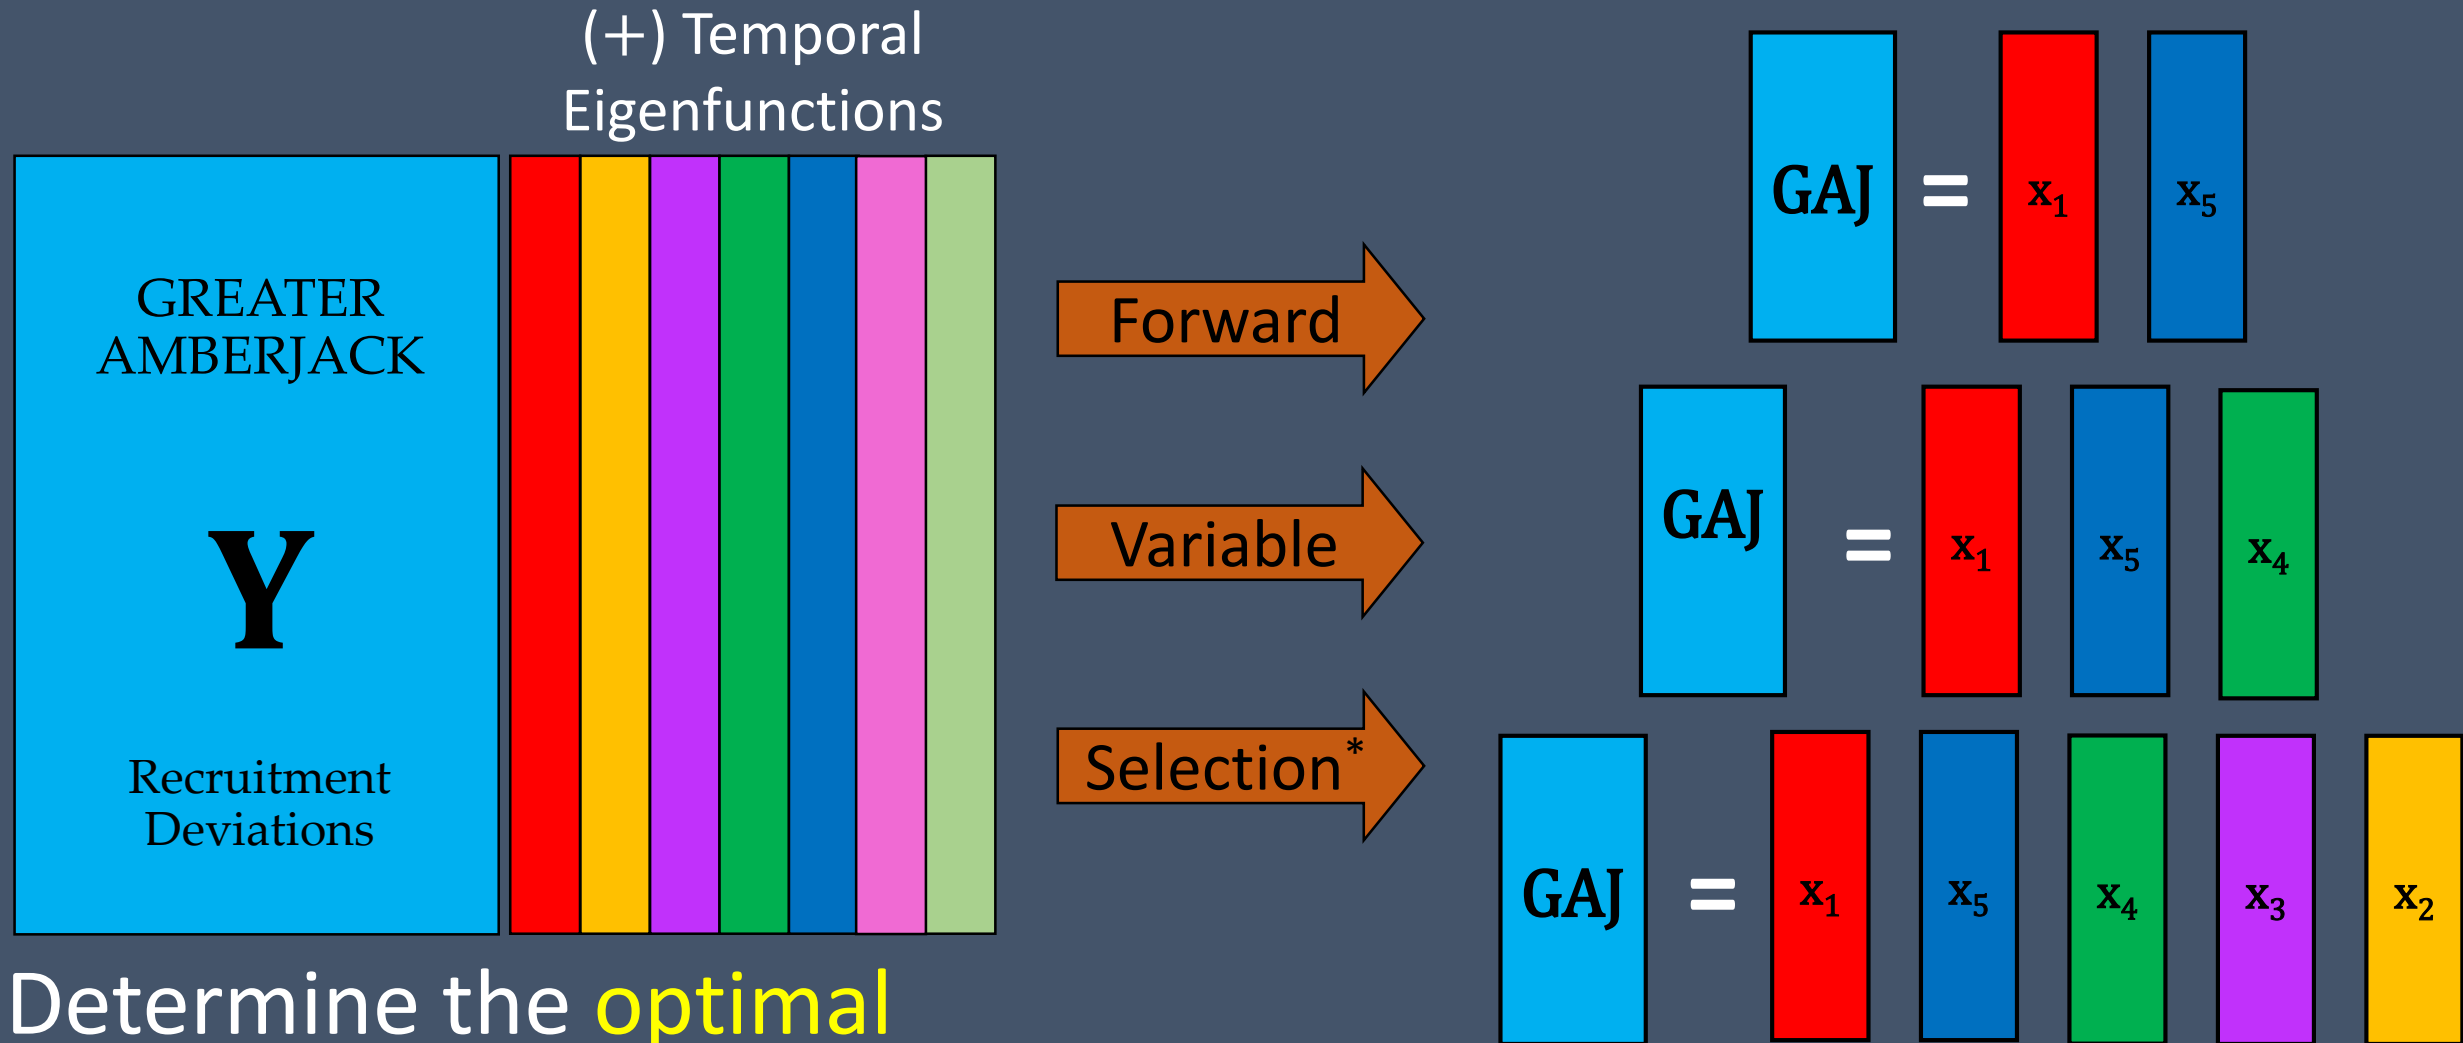 (+) Temporal
Eigenfunctions
GREATER
AMBERJACK
Y
Recruitment
Deviations
Forward
Variable
Selection*
GAJ = x₁ x₅
GAJ = x₁ x₅ x₄
GAJ = x₁ x₅ x₄ x₃ x₂
Determine the optimal